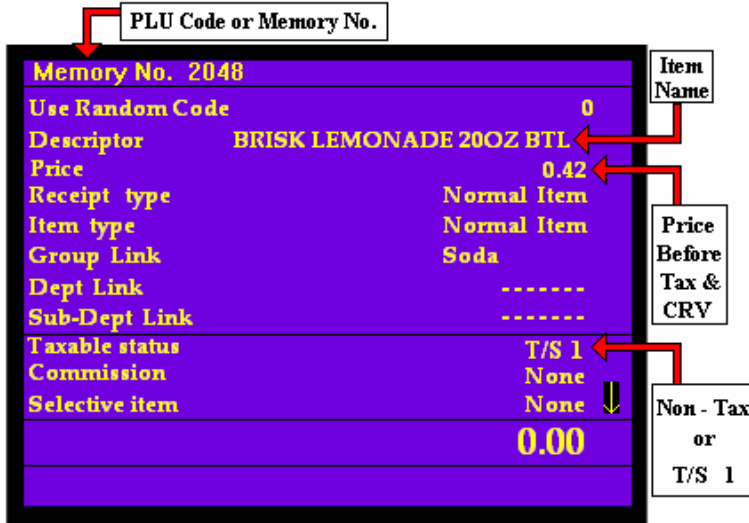 PLU Code or Memory No.
Memory No. 2048
Use Random Code 0
Descriptor BRISK LEMONADE 20OZ BTL
Price 0.42
Receipt type Normal Item
Item type Normal Item
Group Link Soda
Dept Link -------
Sub-Dept Link -------
Taxable status T/S 1
Commission None
Selective item None
0.00
Item
Name
Price
Before
Tax &
CRV
Non - Tax
or
T/S 1